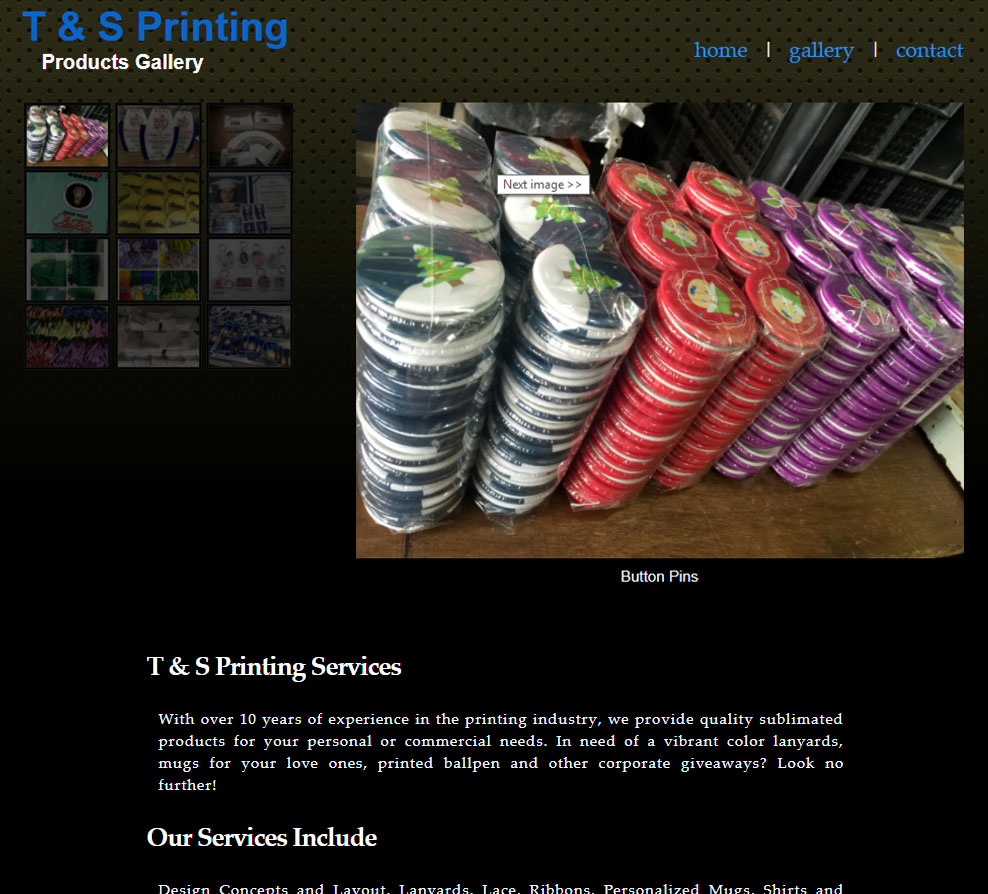 T & S Printing
Products Gallery
home | gallery | contact
Next image >>
Button Pins
T & S Printing Services
With over 10 years of experience in the printing industry, we provide quality sublimated
products for your personal or commercial needs. In need of a vibrant color lanyards,
mugs for your love ones, printed ballpen and other corporate giveaways? Look no
further!
Our Services Include
Design Concepts and Layout, Lanyards, Lace, Ribbons, Personalized Mugs, Shirts and